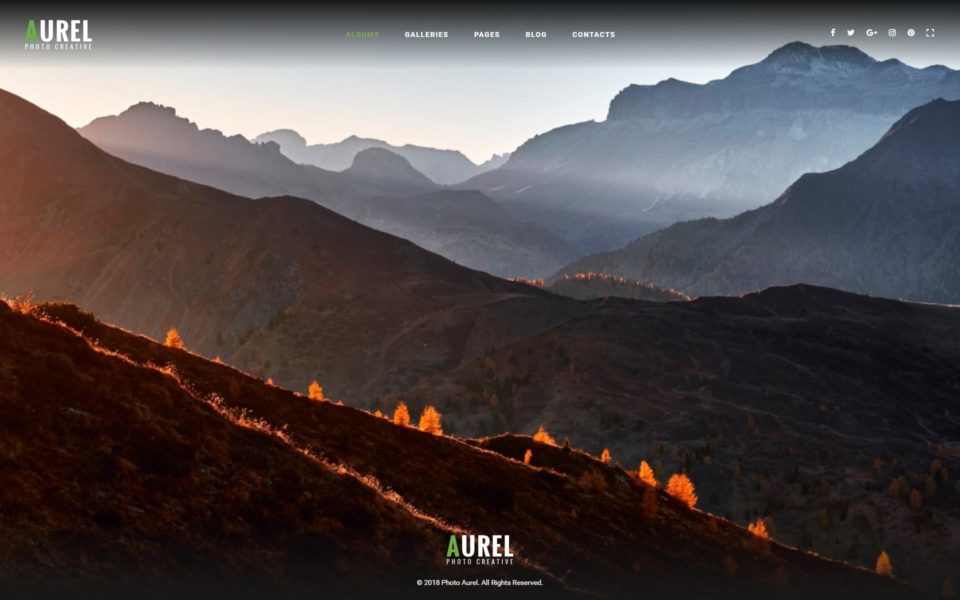 AUREL
PHOTO CREATIVE
ALBUMS GALLERIES PAGES BLOG CONTACTS
AUREL
PHOTO CREATIVE
© 2018 Photo Aurel. All Rights Reserved.